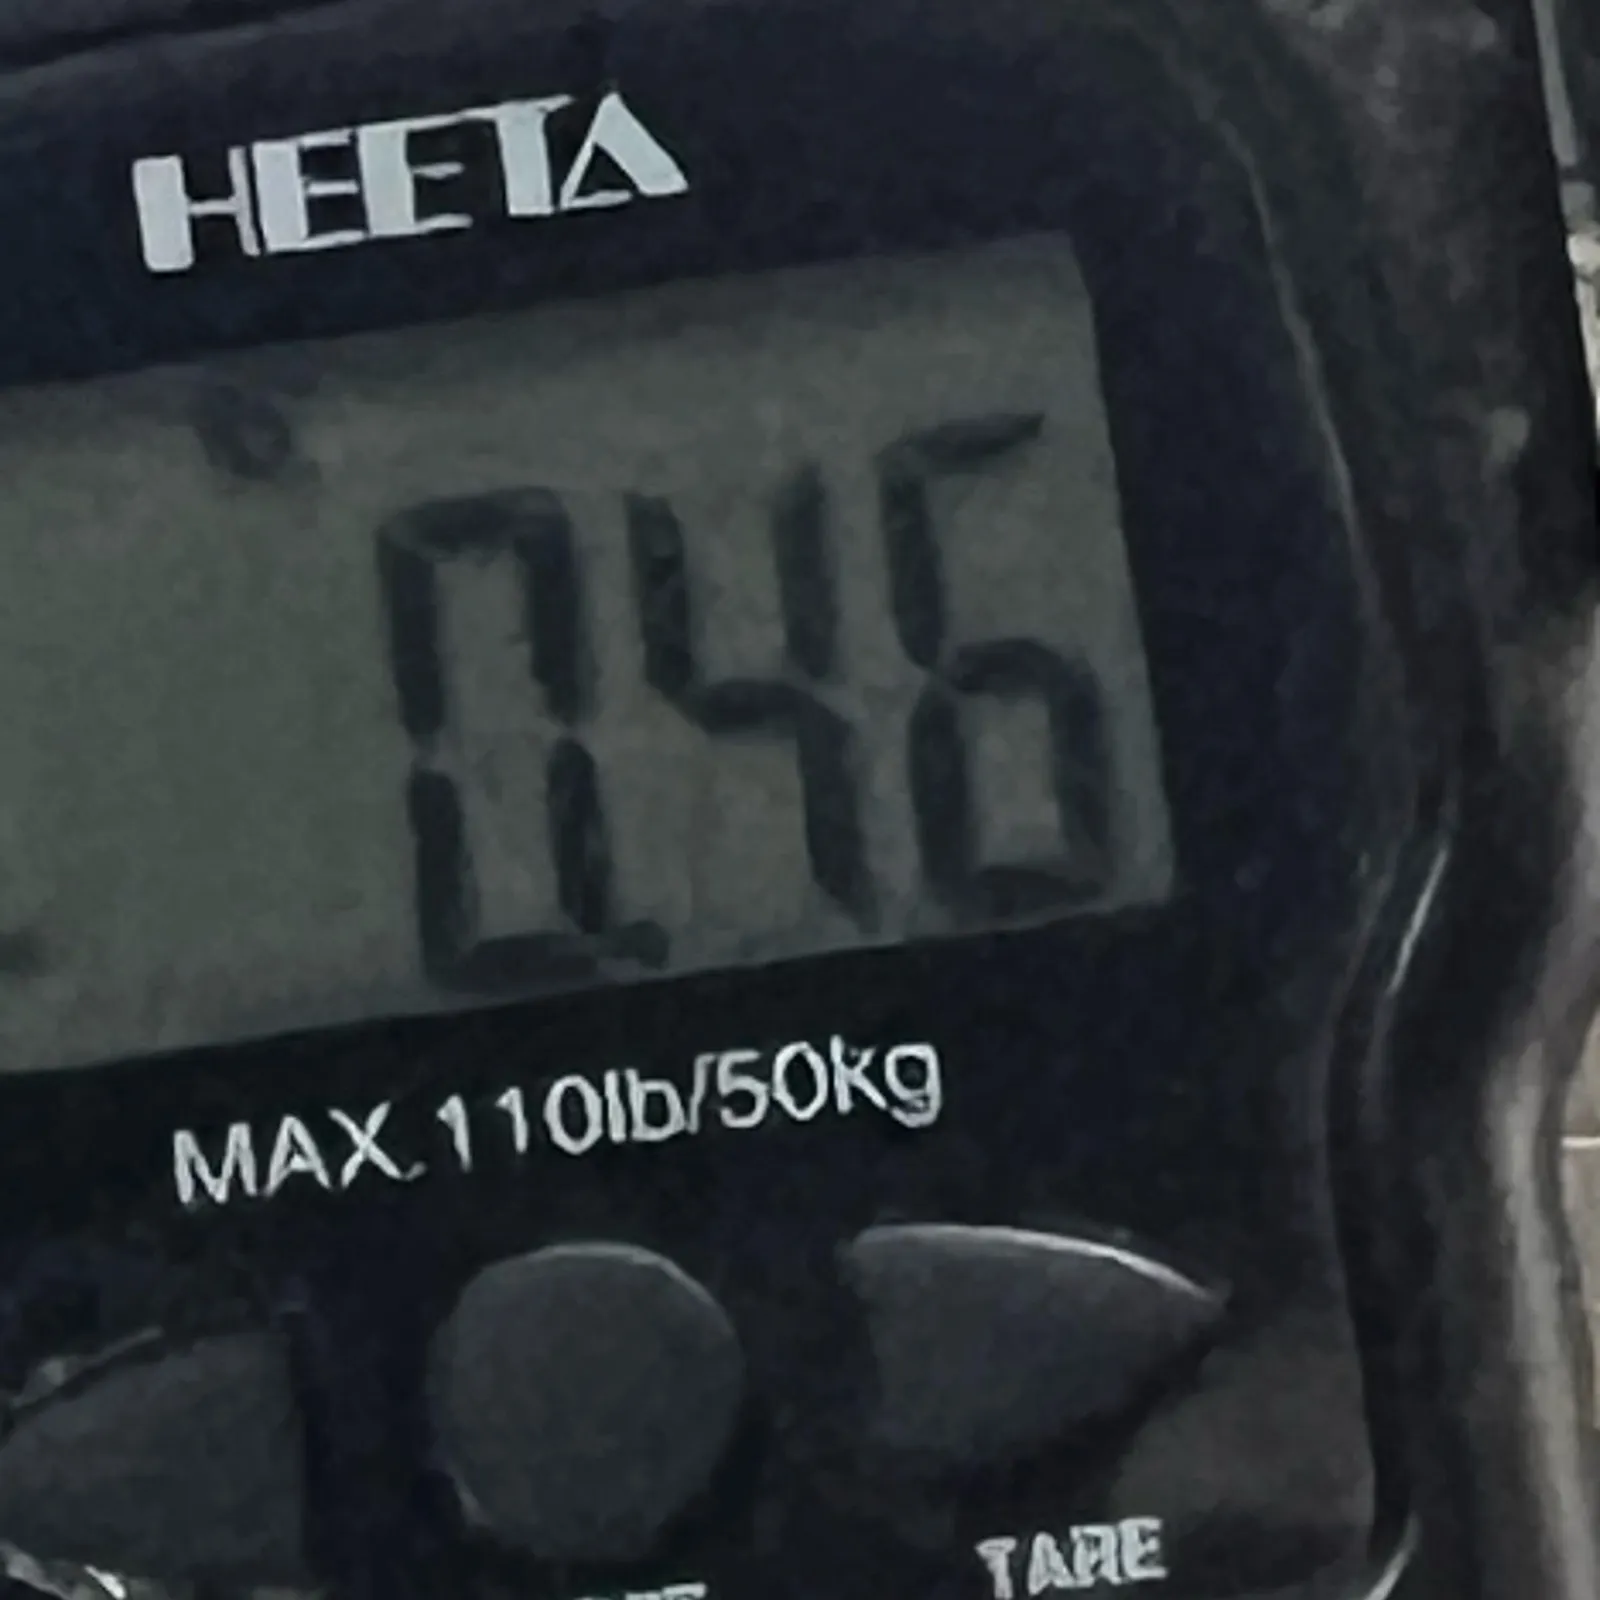 HEETA
0.46
MAX.110lb/50kg
TARE